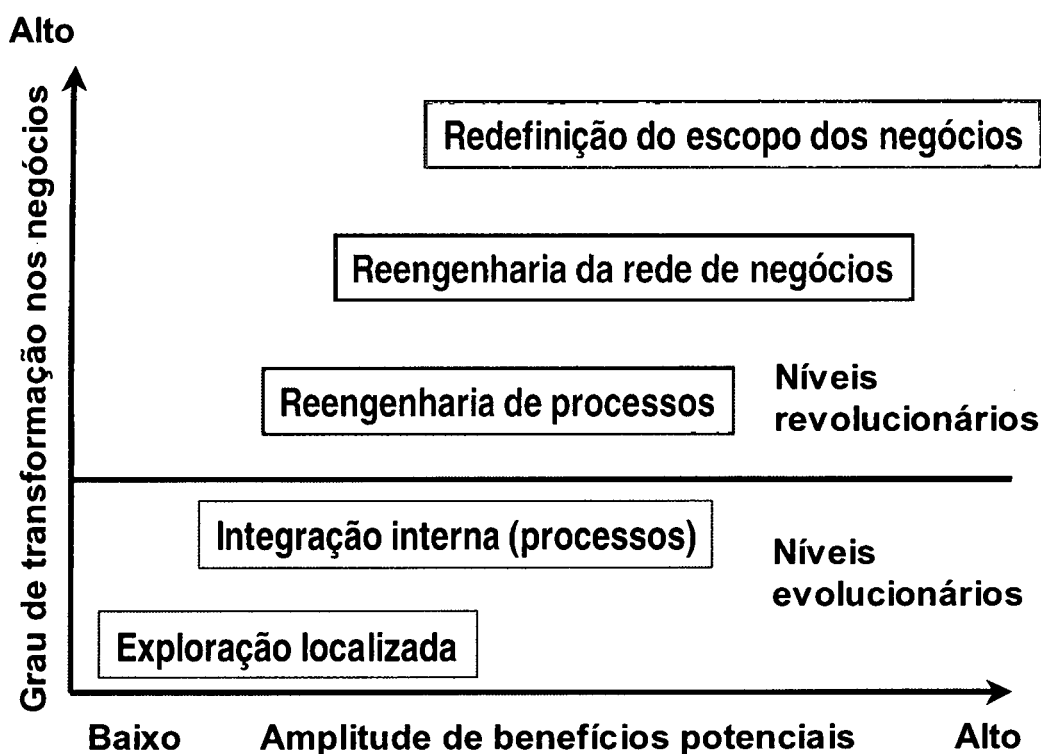 Alto
Grau de transformação nos negócios
Redefinição do escopo dos negócios
Reengenharia da rede de negócios
Reengenharia de processos
Níveis
revolucionários
Integração interna (processos)
Níveis
evolucionários
Exploração localizada
Baixo
Amplitude de benefícios potenciais
Alto